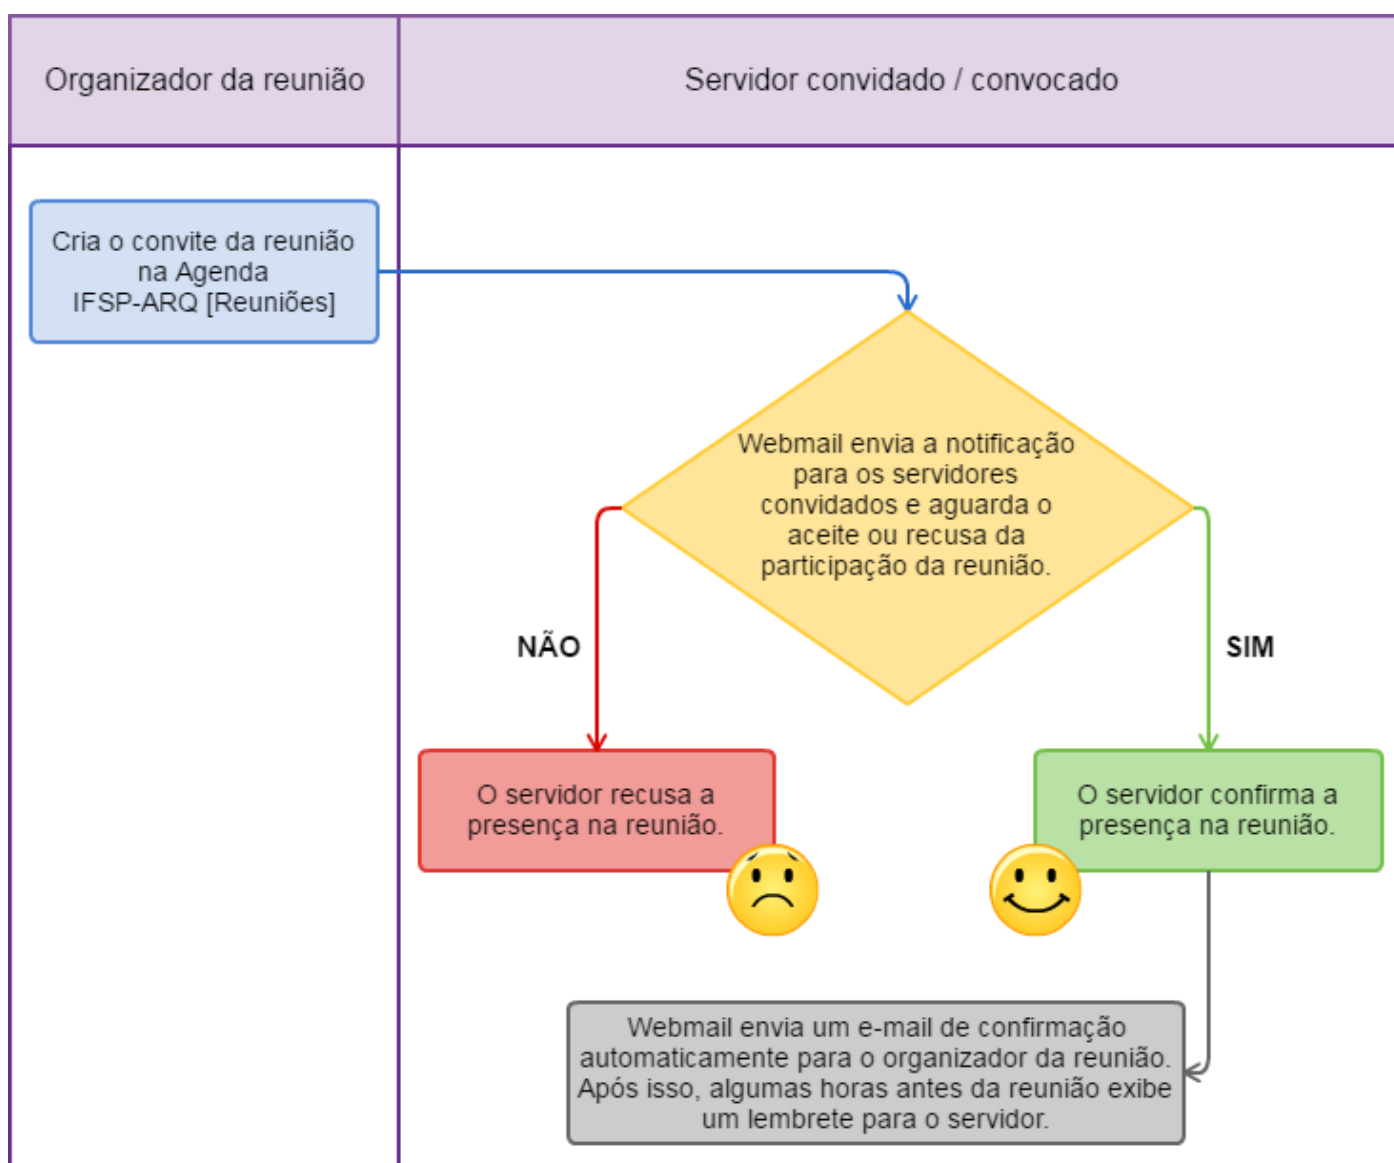 Organizador da reunião
Servidor convidado / convocado
Cria o convite da reunião
na Agenda
IFSP-ARQ [Reuniões]
Webmail envia a notificação
para os servidores
convidados e aguarda o
aceite ou recusa da
participação da reunião.
NÃO
SIM
O servidor recusa a
presença na reunião.
O servidor confirma a
presença na reunião.
Webmail envia um e-mail de confirmação
automaticamente para o organizador da reunião.
Após isso, algumas horas antes da reunião exibe
um lembrete para o servidor.